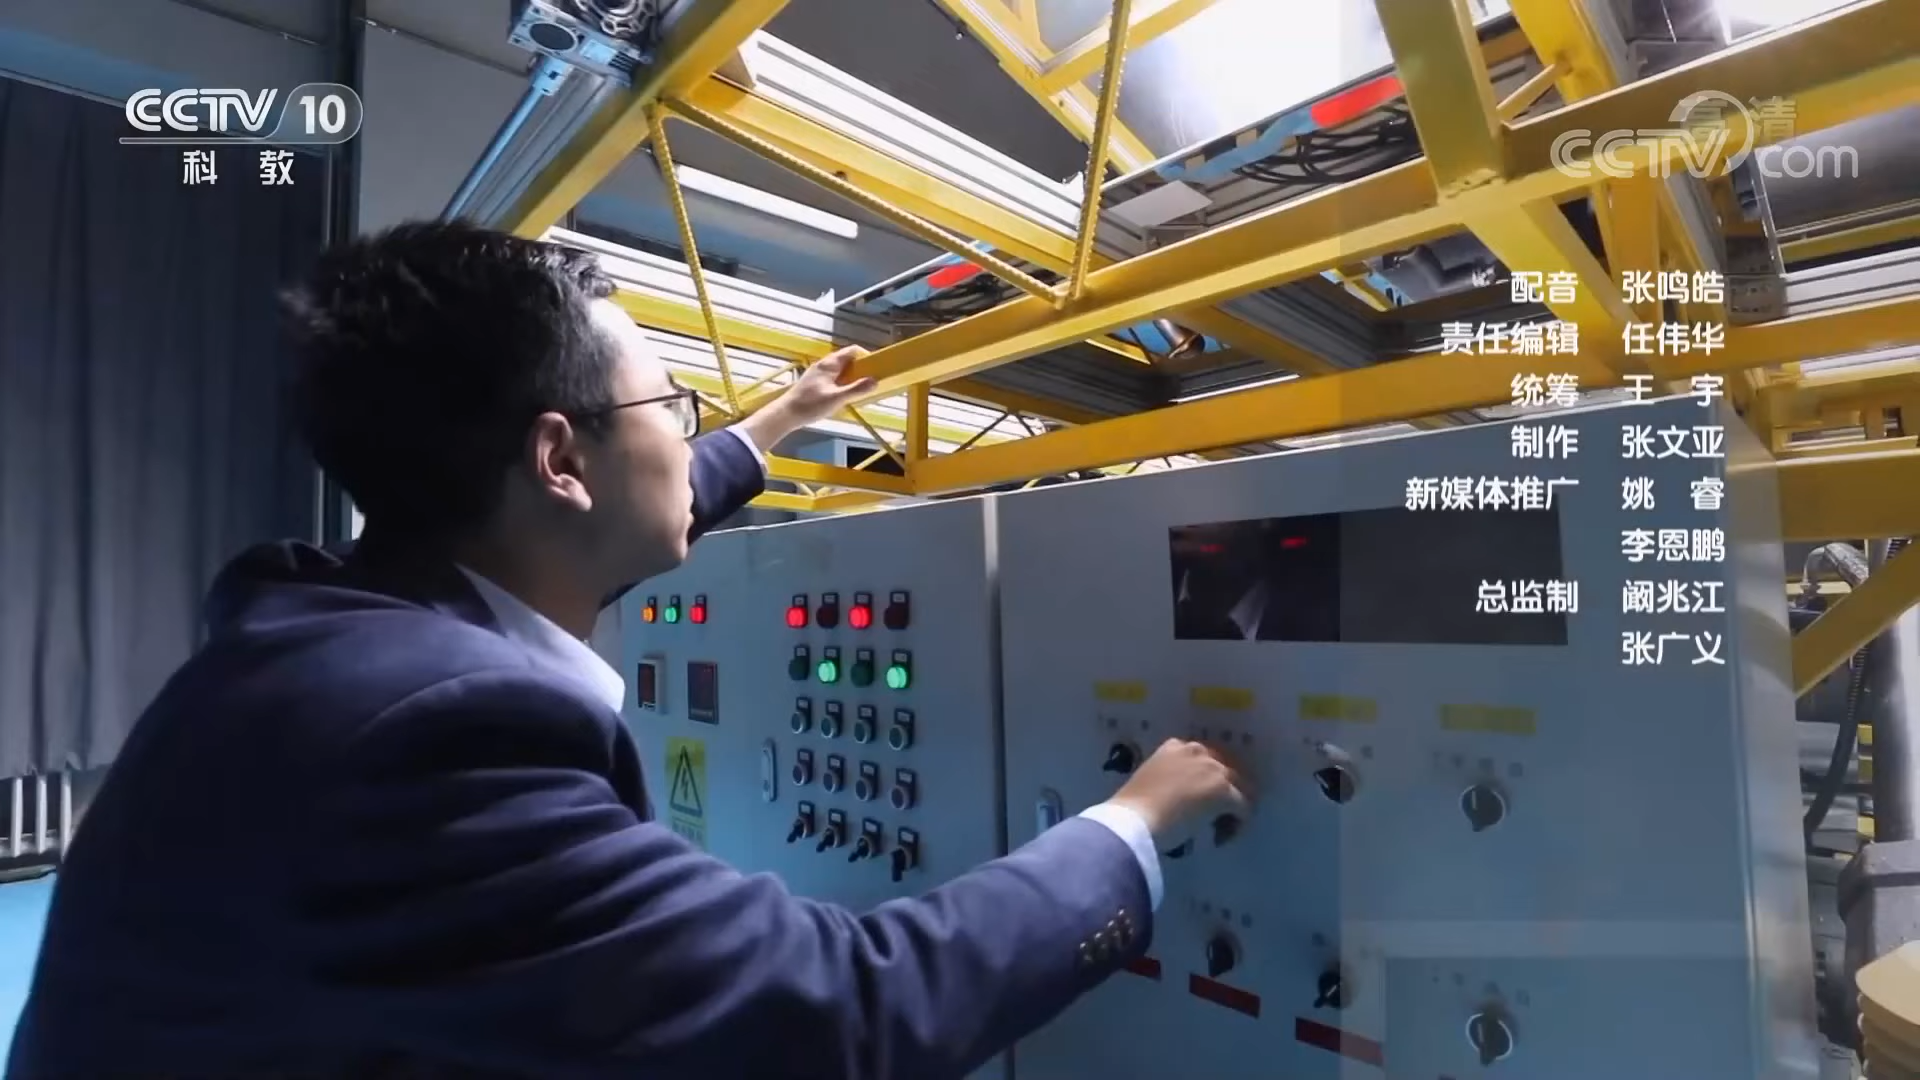 CCTV 10
科 教
高清
CCTV.com
配音 张鸣皓
责任编辑 任伟华
统筹 王 宇
制作 张文亚
新媒体推广 姚 睿
李恩鹏
总监制 阚兆江
张广义